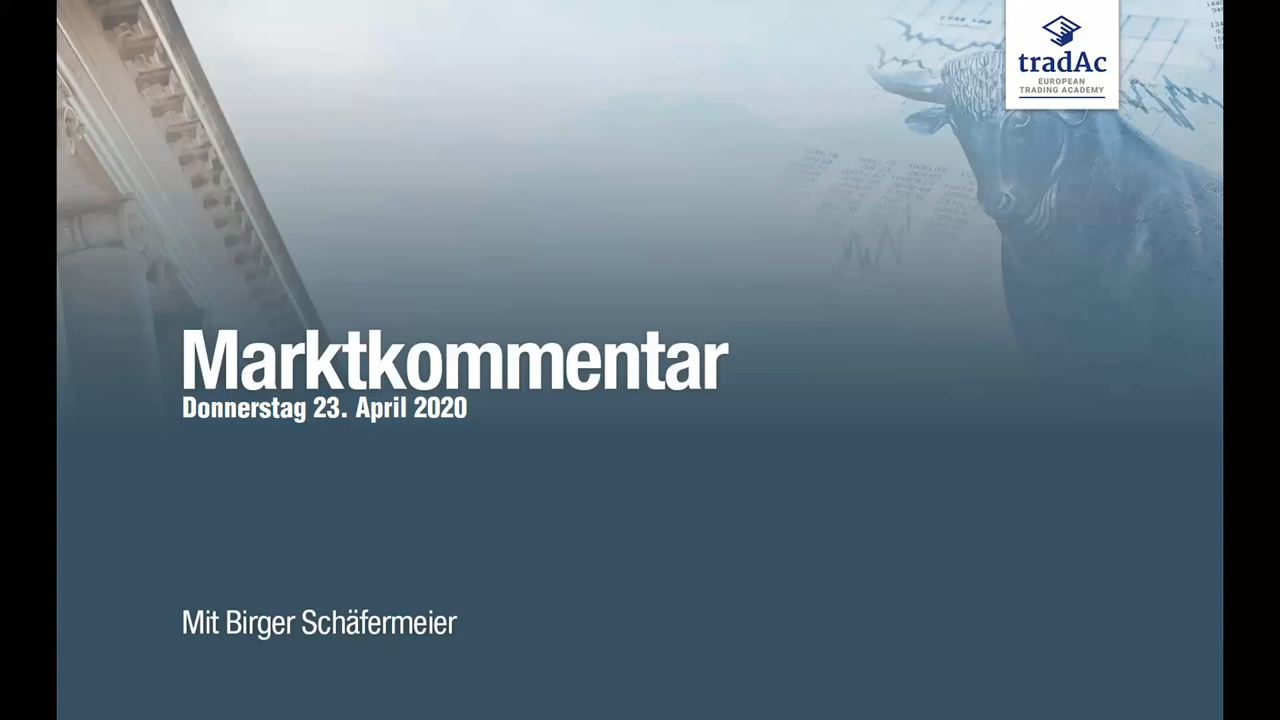 tradAc
EUROPEAN
TRADING ACADEMY
Marktkommentar
Donnerstag 23. April 2020
Mit Birger Schäfermeier